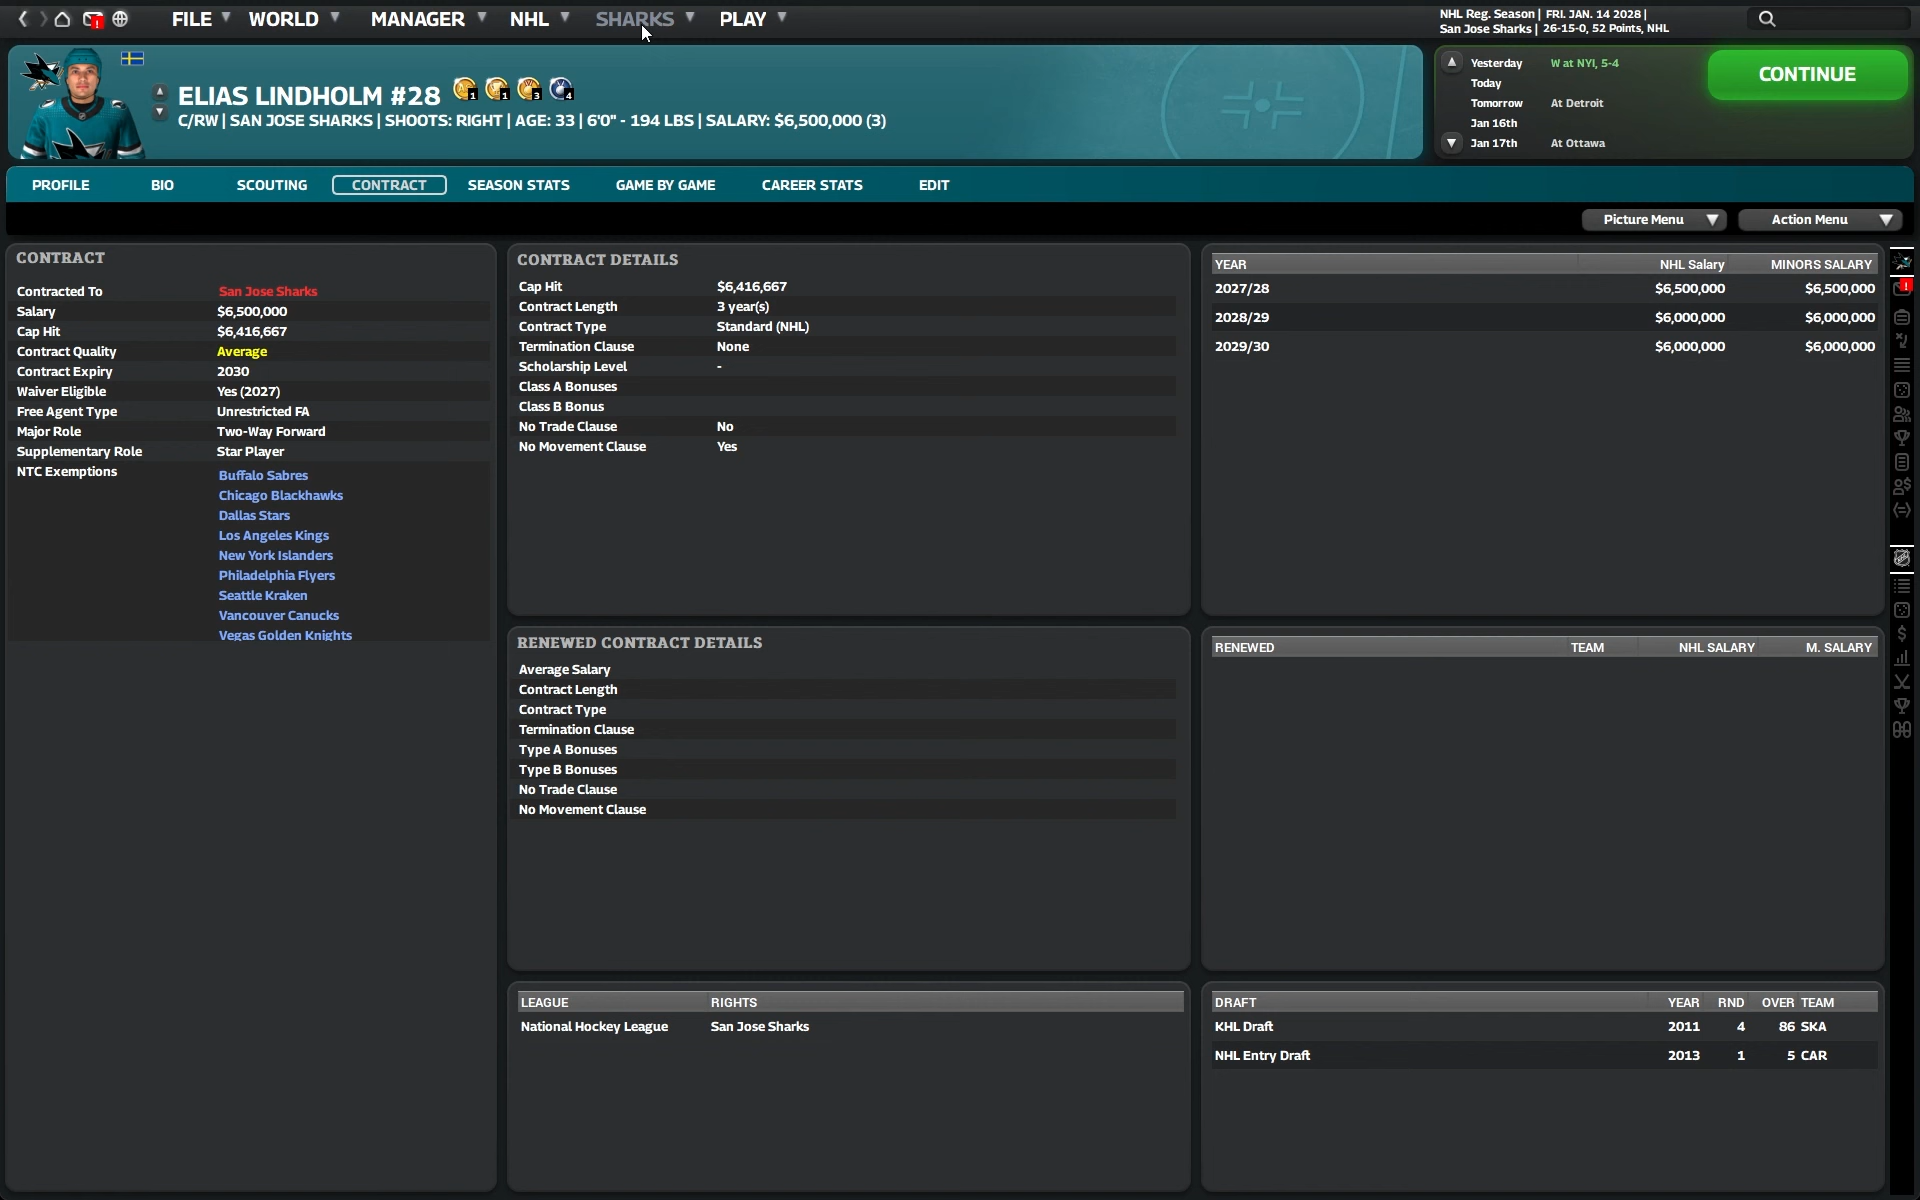 FILE WORLD MANAGER NHL SHARKS PLAY
NHL Reg. Season | FRI. JAN. 14 2028 |
San Jose Sharks | 26-15-0, 52 Points, NHL
ELIAS LINDHOLM #28
1 1 3 4
C/RW | SAN JOSE SHARKS | SHOOTS: RIGHT | AGE: 33 | 6'0" - 194 LBS | SALARY: $6,500,000 (3)
Yesterday W at NYI, 5-4
Today
Tomorrow At Detroit
Jan 16th
Jan 17th At Ottawa
CONTINUE
PROFILE BIO SCOUTING CONTRACT SEASON STATS GAME BY GAME CAREER STATS EDIT
Picture Menu Action Menu
CONTRACT
Contracted To San Jose Sharks
Salary $6,500,000
Cap Hit $6,416,667
Contract Quality Average
Contract Expiry 2030
Waiver Eligible Yes (2027)
Free Agent Type Unrestricted FA
Major Role Two-Way Forward
Supplementary Role Star Player
NTC Exemptions Buffalo Sabres
Chicago Blackhawks
Dallas Stars
Los Angeles Kings
New York Islanders
Philadelphia Flyers
Seattle Kraken
Vancouver Canucks
Vegas Golden Knights
CONTRACT DETAILS
Cap Hit $6,416,667
Contract Length 3 year(s)
Contract Type Standard (NHL)
Termination Clause None
Scholarship Level -
Class A Bonuses
Class B Bonus
No Trade Clause No
No Movement Clause Yes
YEAR NHL Salary MINORS SALARY
2027/28 $6,500,000 $6,500,000
2028/29 $6,000,000 $6,000,000
2029/30 $6,000,000 $6,000,000
RENEWED CONTRACT DETAILS
Average Salary
Contract Length
Contract Type
Termination Clause
Type A Bonuses
Type B Bonuses
No Trade Clause
No Movement Clause
RENEWED TEAM NHL SALARY M. SALARY
LEAGUE RIGHTS
National Hockey League San Jose Sharks
DRAFT YEAR RND OVER TEAM
KHL Draft 2011 4 86 SKA
NHL Entry Draft 2013 1 5 CAR